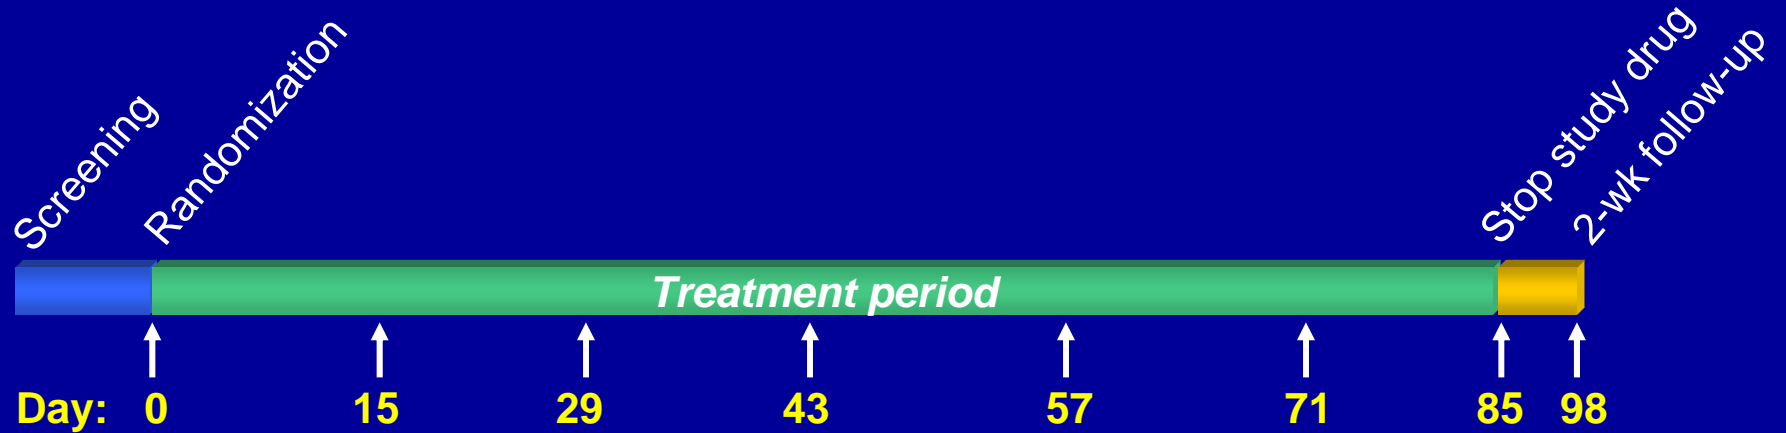 Screening
Randomization
Stop study drug
2-wk follow-up
Treatment period
Day: 0 15 29 43 57 71 85 98